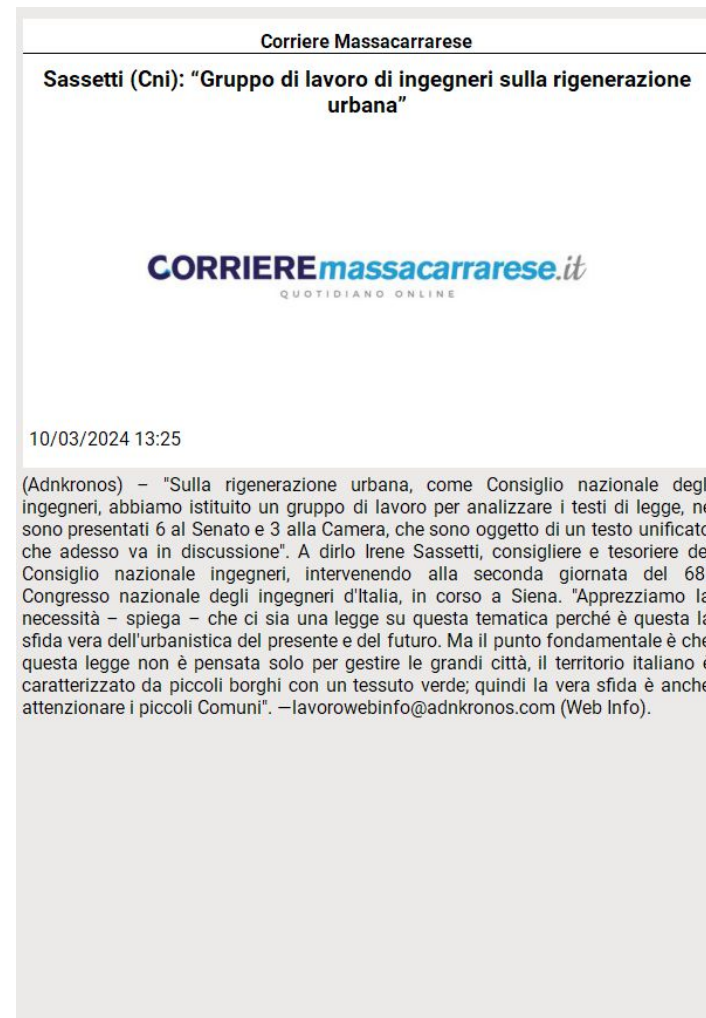 Corriere Massacarrarese
Sassetti (Cni): “Gruppo di lavoro di ingegneri sulla rigenerazione
urbana”
CORRIEREmassacarrarese.it
QUOTIDIANO ONLINE
10/03/2024 13:25
(Adnkronos) – "Sulla rigenerazione urbana, come Consiglio nazionale degl
ingegneri, abbiamo istituito un gruppo di lavoro per analizzare i testi di legge, ne
sono presentati 6 al Senato e 3 alla Camera, che sono oggetto di un testo unificato
che adesso va in discussione". A dirlo Irene Sassetti, consigliere e tesoriere de
Consiglio nazionale ingegneri, intervenendo alla seconda giornata del 68
Congresso nazionale degli ingegneri d'Italia, in corso a Siena. "Apprezziamo la
necessità – spiega – che ci sia una legge su questa tematica perché è questa la
sfida vera dell'urbanistica del presente e del futuro. Ma il punto fondamentale è che
questa legge non è pensata solo per gestire le grandi città, il territorio italiano è
caratterizzato da piccoli borghi con un tessuto verde; quindi la vera sfida è anche
attenzionare i piccoli Comuni". —lavorowebinfo@adnkronos.com (Web Info).